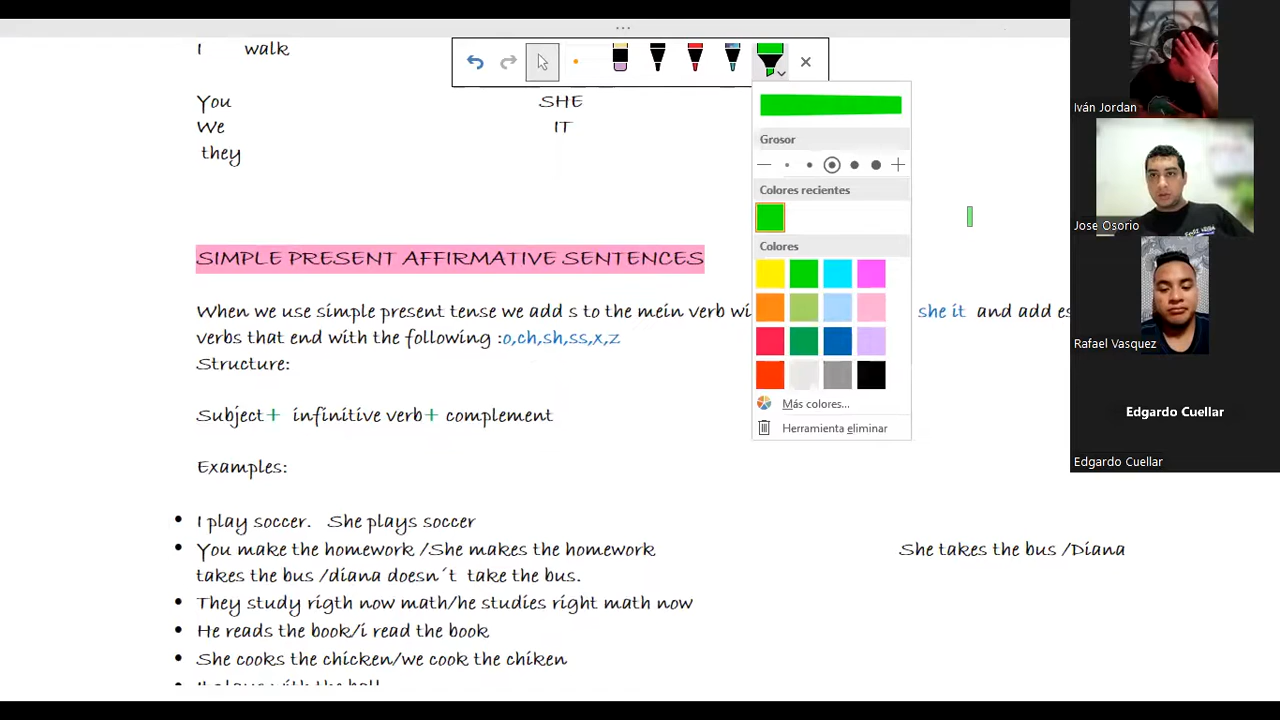 I walk
You SHE
We IT
they
SIMPLE PRESENT AFFIRMATIVE SENTENCES
When we use simple present tense we add s to the mein verb wi she it and add es
verbs that end with the following :o,ch,sh,ss,x,z
Structure:
Subject+ infinitive verb+ complement
Examples:
• I play soccer. She plays soccer
• You make the homework /She makes the homework She takes the bus /Diana
takes the bus /diana doesn´t take the bus.
• They study rigth now math/he studies right math now
• He reads the book/i read the book
• She cooks the chicken/we cook the chiken
Grosor
Colores recientes
Colores
Más colores...
Herramienta eliminar
Iván Jordan
Jose Osorio
Rafael Vasquez
Edgardo Cuellar
Edgardo Cuellar